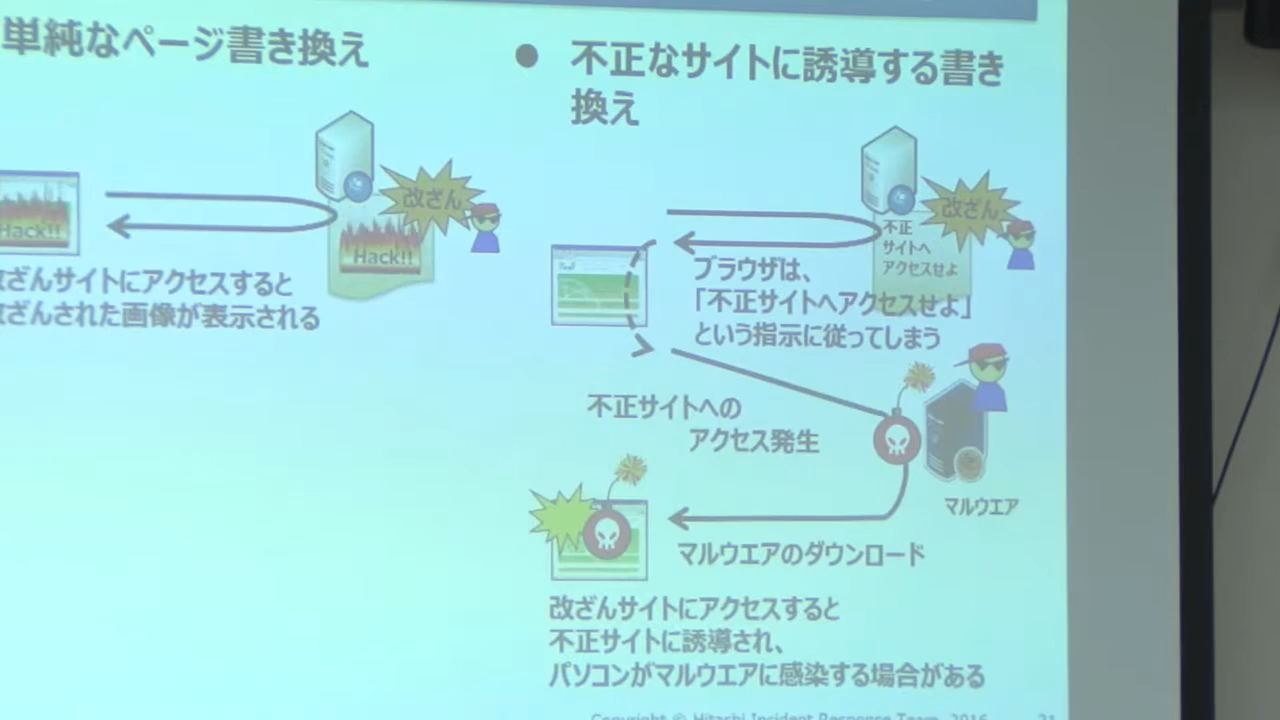 単純なページ書き換え
Hack!!
改ざん
Hack!!
改ざんサイトにアクセスすると
改ざんされた画像が表示される
● 不正なサイトに誘導する書き
換え
改ざん
不正
サイトへ
アクセスせよ
ブラウザは、
「不正サイトへアクセスせよ」
という指示に従ってしまう
不正サイトへの
アクセス発生
マルウエア
マルウエアのダウンロード
改ざんサイトにアクセスすると
不正サイトに誘導され、
パソコンがマルウエアに感染する場合がある
Copyright © Hitachi Incident Response Team. 2016. 21